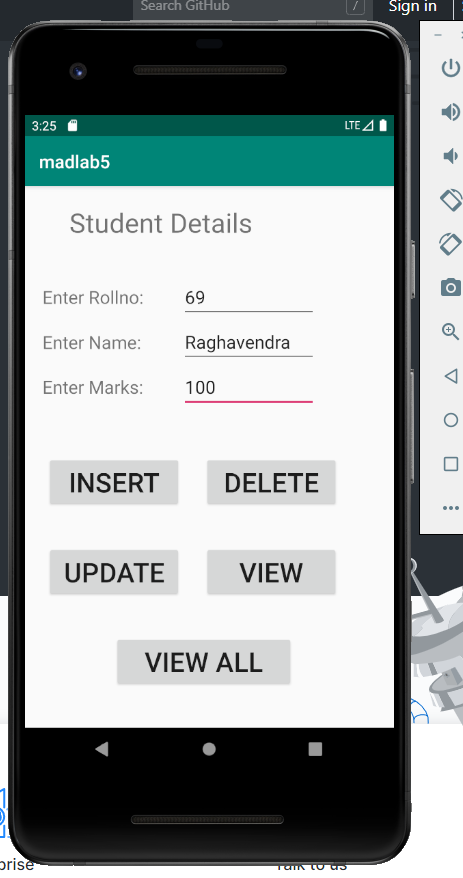 Search GitHub /
Sign in
3:25 LTE
madlab5
Student Details
Enter Rollno: 69
Enter Name: Raghavendra
Enter Marks: 100
INSERT DELETE
UPDATE VIEW
VIEW ALL
prise
Talk to us